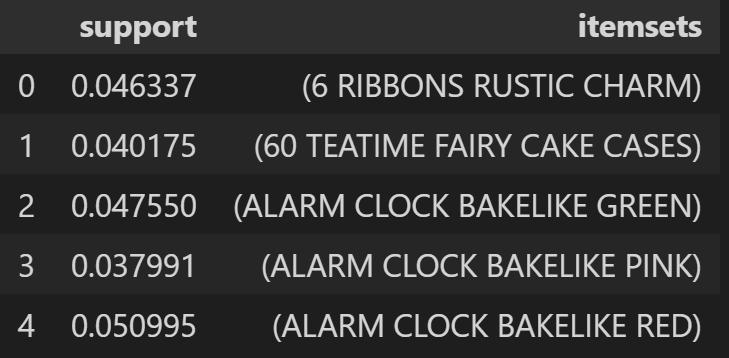 support itemsets
0 0.046337 (6 RIBBONS RUSTIC CHARM)
1 0.040175 (60 TEATIME FAIRY CAKE CASES)
2 0.047550 (ALARM CLOCK BAKELIKE GREEN)
3 0.037991 (ALARM CLOCK BAKELIKE PINK)
4 0.050995 (ALARM CLOCK BAKELIKE RED)